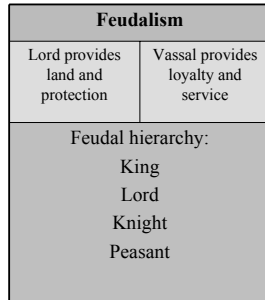 Feudalism
Lord provides
land and
protection
Vassal provides
loyalty and
service
Feudal hierarchy:
King
Lord
Knight
Peasant